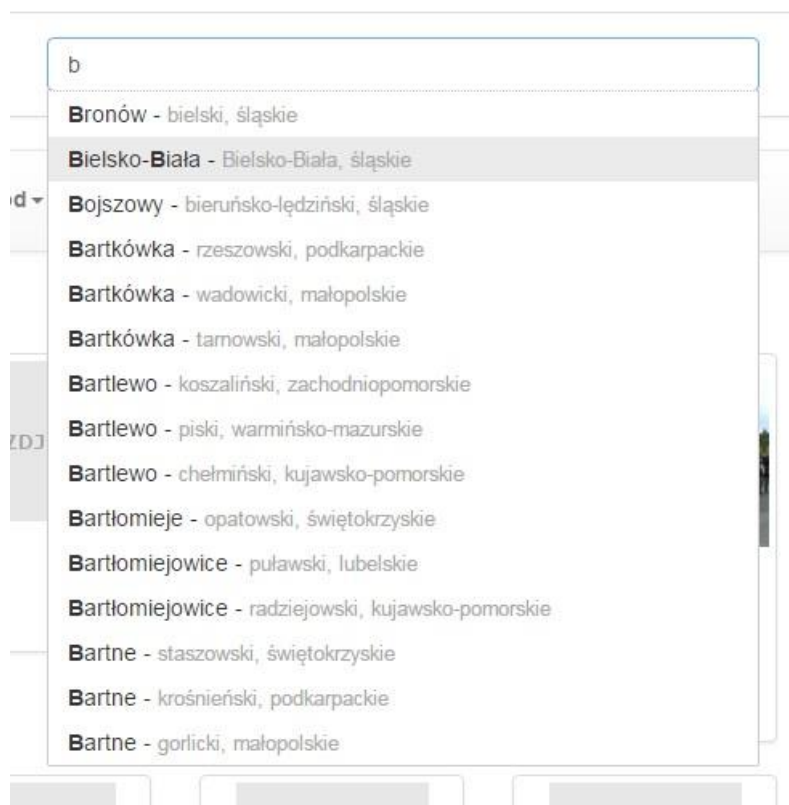 b
Bronów - bielski, śląskie
Bielsko-Biała - Bielsko-Biała, śląskie
od
Bojszowy - bieruńsko-lędziński, śląskie
Bartkówka - rzeszowski, podkarpackie
Bartkówka - wadowicki, małopolskie
Bartkówka - tarnowski, małopolskie
Bartlewo - koszaliński, zachodniopomorskie
Bartlewo - piski, warmińsko-mazurskie
ZDJ
Bartlewo - chełmiński, kujawsko-pomorskie
Bartłomieje - opatowski, świętokrzyskie
Bartłomiejowice - puławski, lubelskie
Bartłomiejowice - radziejowski, kujawsko-pomorskie
Bartne - staszowski, świętokrzyskie
Bartne - krośnieński, podkarpackie
Bartne - gorlicki, małopolskie